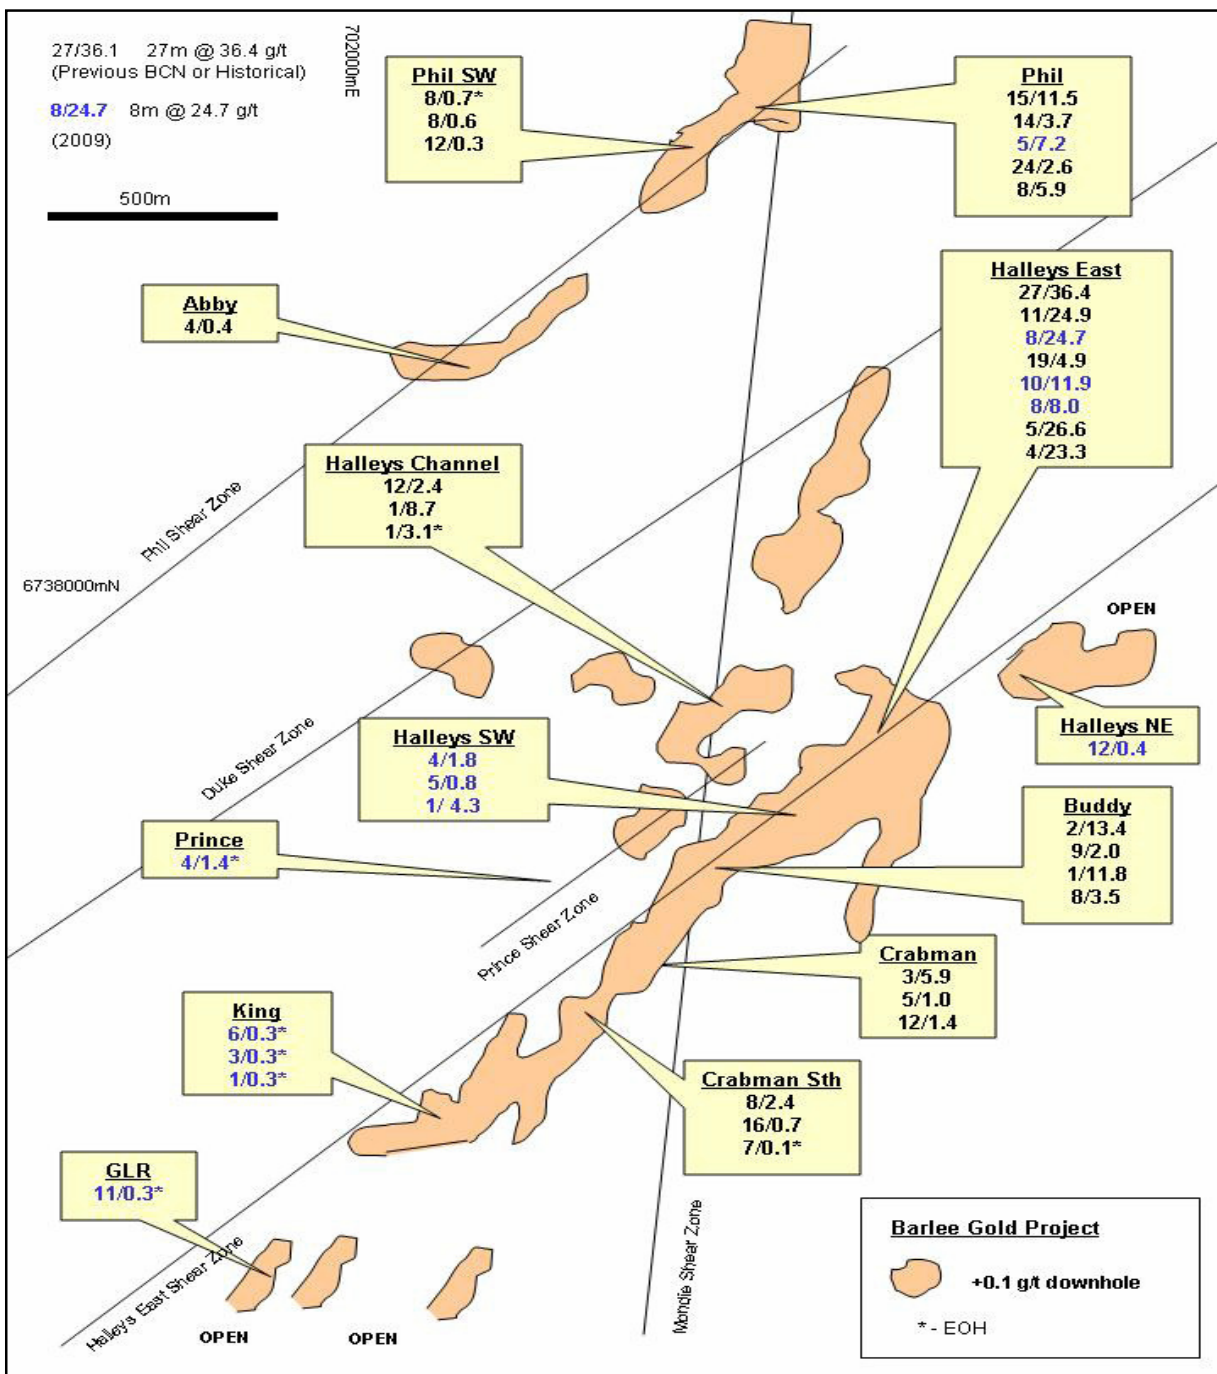 27/36.1 27m @ 36.4 g/t
(Previous BCN or Historical)
8/24.7 8m @ 24.7 g/t
(2009)
500m
702000mE
Phil SW
8/0.7*
8/0.6
12/0.3
Phil
15/11.5
14/3.7
5/7.2
24/2.6
8/5.9
Halleys East
27/36.4
11/24.9
8/24.7
19/4.9
10/11.9
8/8.0
5/26.6
4/23.3
Abby
4/0.4
Halleys Channel
12/2.4
1/8.7
1/3.1*
Phil Shear Zone
6738000mN
OPEN
Halleys NE
12/0.4
Halleys SW
4/1.8
5/0.8
1/ 4.3
Duke Shear Zone
Buddy
2/13.4
9/2.0
1/11.8
8/3.5
Prince
4/1.4*
Prince Shear Zone
Crabman
3/5.9
5/1.0
12/1.4
King
6/0.3*
3/0.3*
1/0.3*
Crabman Sth
8/2.4
16/0.7
7/0.1*
GLR
11/0.3*
Halleys East Shear Zone
Mondie Shear Zone
OPEN
OPEN
Barlee Gold Project
+0.1 g/t downhole
* - EOH